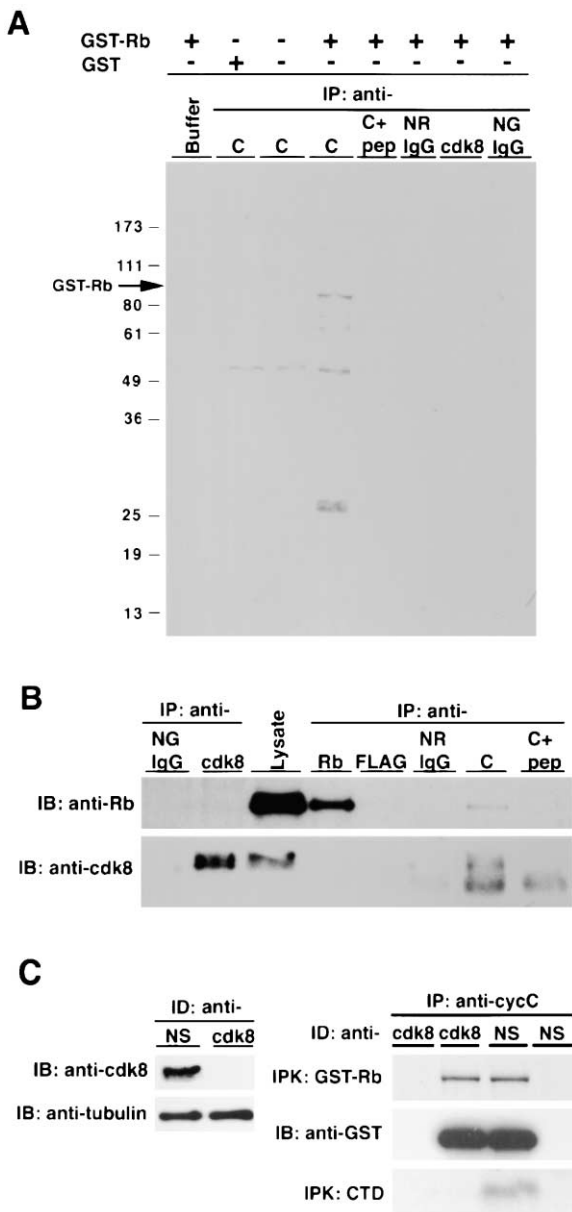 A
GST-Rb + - - + + + + +
GST - + - - - - - -
IP: anti-
Buffer C C C C+ pep NR IgG cdk8 NG IgG
173 –
111 –
GST-Rb
80 –
61 –
49 –
36 –
25 –
19 –
13 –
B
IP: anti- Lysate IP: anti-
NG IgG cdk8 Rb FLAG NR IgG C C+ pep
IB: anti-Rb
IB: anti-cdk8
C
ID: anti-
NS cdk8
IB: anti-cdk8
IB: anti-tubulin
IP: anti-cycC
ID: anti- cdk8 cdk8 NS NS
IPK: GST-Rb
IB: anti-GST
IPK: CTD